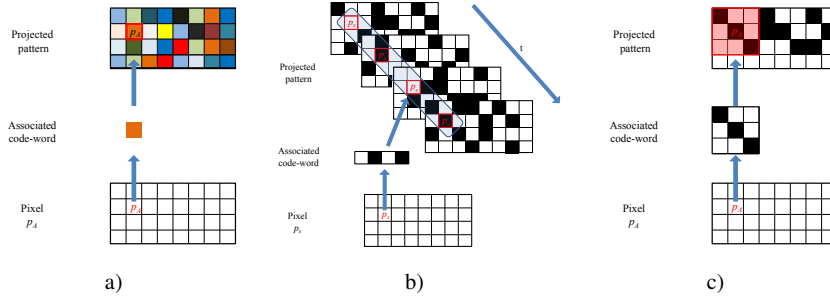 Projected
pattern
p_A
Associated
code-word
Pixel
p_A
p_A
a)
Projected
pattern
t
p_s
p_s
p_s
p_s
Associated
code-word
Pixel
p_s
p_s
b)
Projected
pattern
p_A
Associated
code-word
Pixel
p_A
p_A
c)